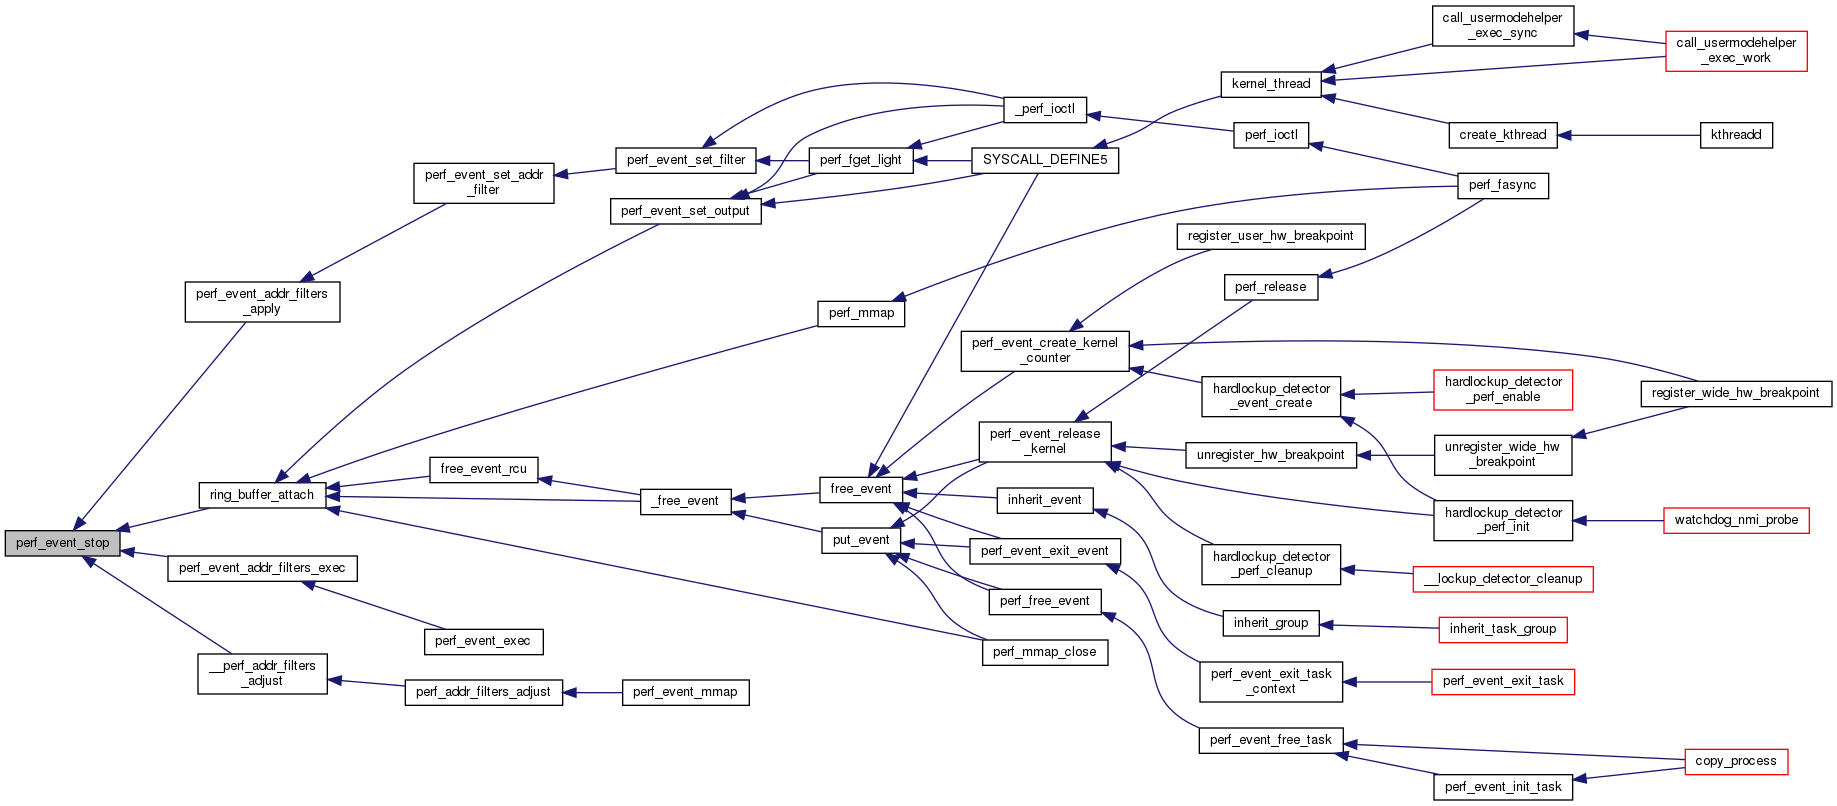 call_usermodehelper
_exec_sync
call_usermodehelper
_exec_work
kernel_thread
_perf_ioctl
perf_ioctl
create_kthread
kthreadd
perf_event_set_filter
perf_fget_light
SYSCALL_DEFINE5
perf_event_set_addr
_filter
perf_fasync
perf_event_set_output
register_user_hw_breakpoint
perf_event_addr_filters
_apply
perf_release
perf_mmap
perf_event_create_kernel
_counter
hardlockup_detector
_event_create
hardlockup_detector
_perf_enable
register_wide_hw_breakpoint
perf_event_release
_kernel
unregister_hw_breakpoint
unregister_wide_hw
_breakpoint
free_event_rcu
ring_buffer_attach
_free_event
free_event
inherit_event
hardlockup_detector
_perf_init
watchdog_nmi_probe
perf_event_stop
put_event
perf_event_exit_event
hardlockup_detector
_perf_cleanup
__lockup_detector_cleanup
perf_event_addr_filters_exec
perf_free_event
inherit_group
inherit_task_group
perf_event_exec
perf_mmap_close
__perf_addr_filters
_adjust
perf_addr_filters_adjust
perf_event_mmap
perf_event_exit_task
_context
perf_event_exit_task
perf_event_free_task
copy_process
perf_event_init_task